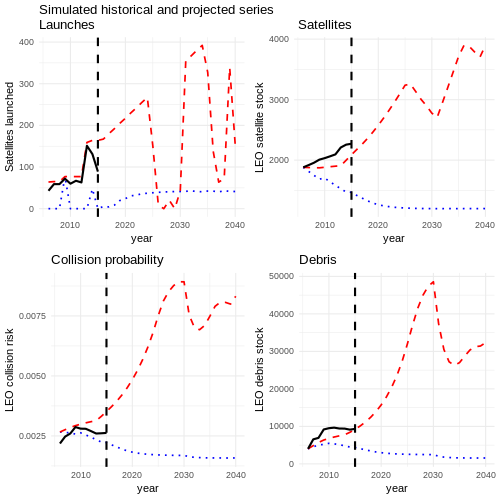 Simulated historical and projected series
Launches
Satellites launched
400
300
200
100
0
2010
2020
2030
2040
year
Satellites
LEO satellite stock
4000
3000
2000
2010
2020
2030
2040
year
Collision probability
LEO collision risk
0.0075
0.0050
0.0025
2010
2020
2030
2040
year
Debris
LEO debris stock
50000
40000
30000
20000
10000
0
2010
2020
2030
2040
year